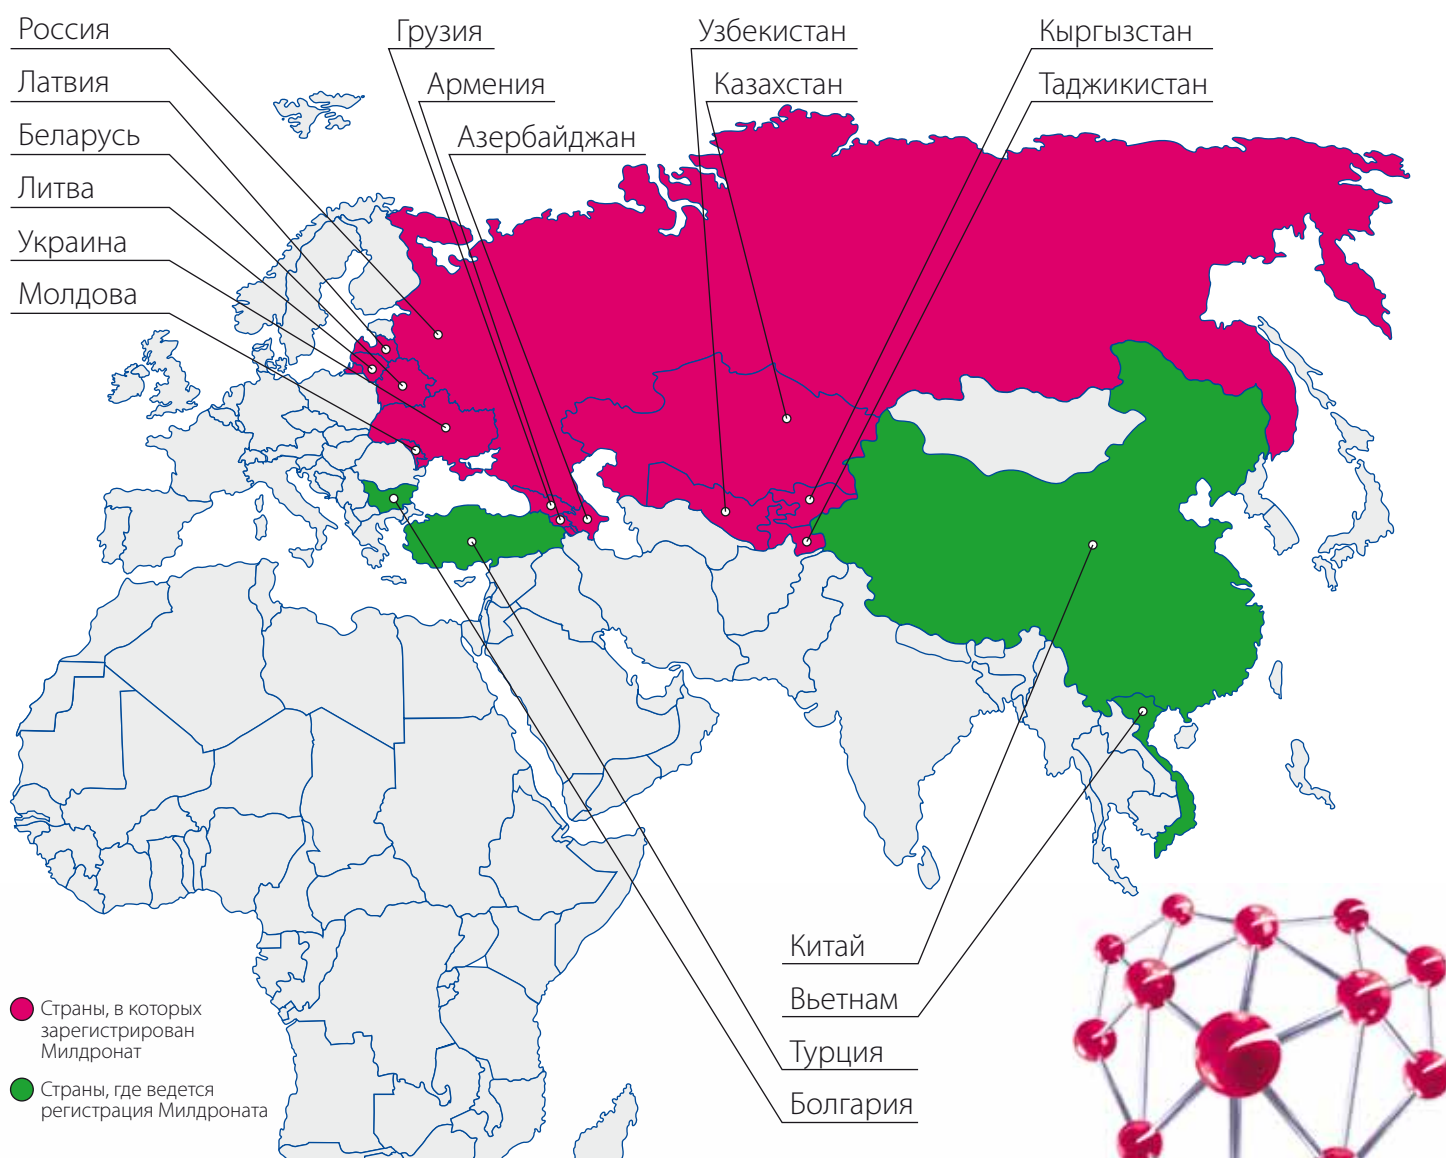 Россия
Латвия
Беларусь
Литва
Украина
Молдова
Грузия
Армения
Азербайджан
Узбекистан
Казахстан
Кыргызстан
Таджикистан
Китай
Вьетнам
Турция
Болгария
Страны, в которых
зарегистрирован
Милдронат
Страны, где ведется
регистрация Милдроната